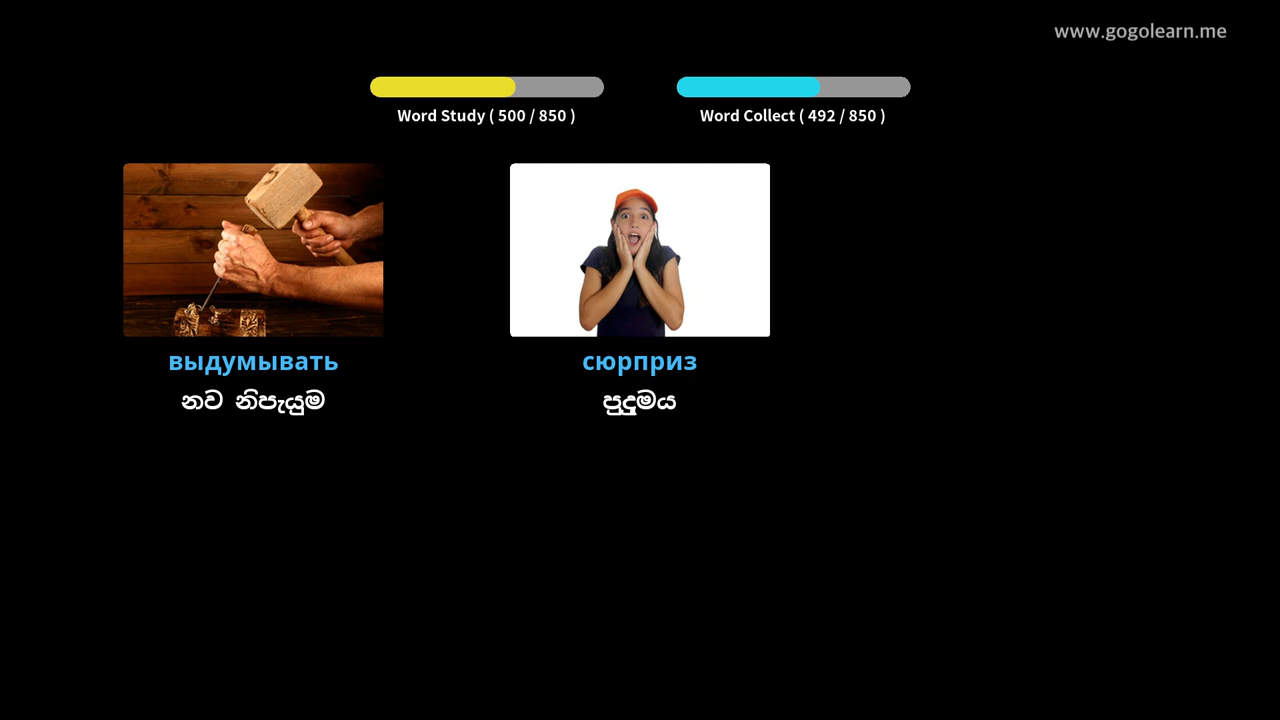 www.gogolearn.me
Word Study ( 500 / 850 )
Word Collect ( 492 / 850 )
выдумывать
නව නිපැයුම
сюрприз
පුදුමය